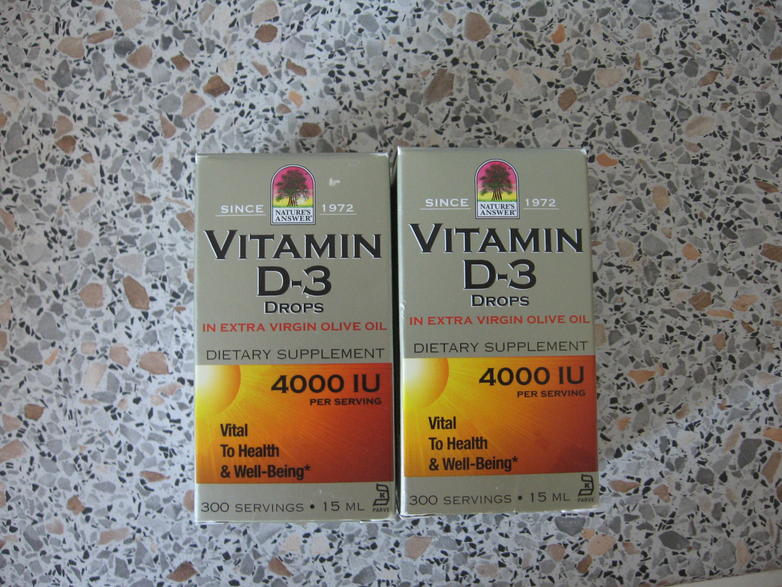 SINCE NATURE'S ANSWER® 1972
VITAMIN
D-3
DROPS
IN EXTRA VIRGIN OLIVE OIL
DIETARY SUPPLEMENT
4000 IU
PER SERVING
Vital
To Health
& Well-Being*
300 SERVINGS • 15 ML
K
PARVE
SINCE NATURE'S ANSWER® 1972
VITAMIN
D-3
DROPS
IN EXTRA VIRGIN OLIVE OIL
DIETARY SUPPLEMENT
4000 IU
PER SERVING
Vital
To Health
& Well-Being*
300 SERVINGS • 15 ML
K
PARVE